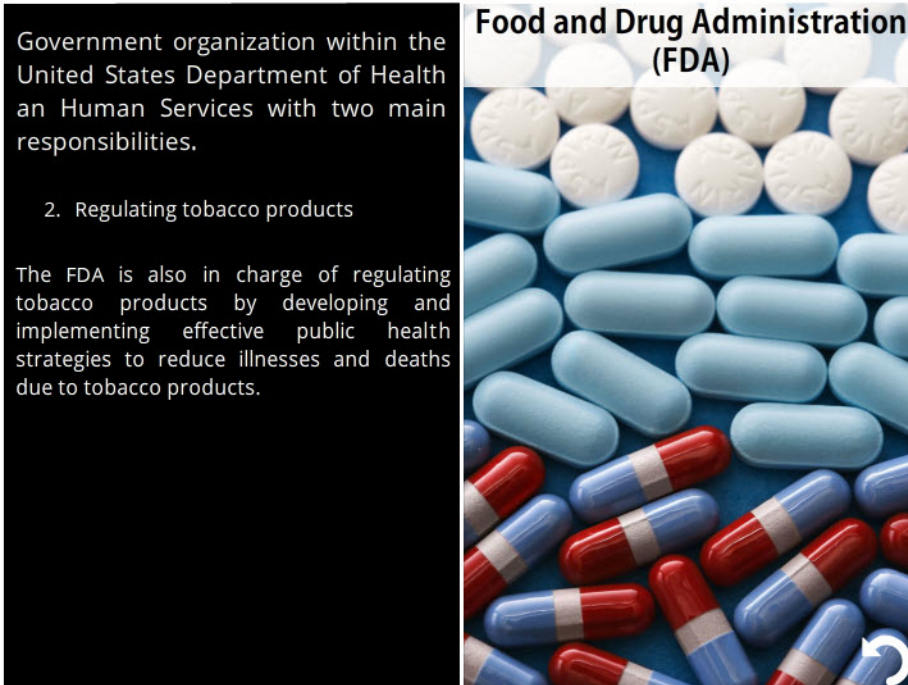 Government organization within the
United States Department of Health
an Human Services with two main
responsibilities.
2. Regulating tobacco products
The FDA is also in charge of regulating
tobacco products by developing and
implementing effective public health
strategies to reduce illnesses and deaths
due to tobacco products.
Food and Drug Administration
(FDA)
ASPIRIN
ASPIRIN